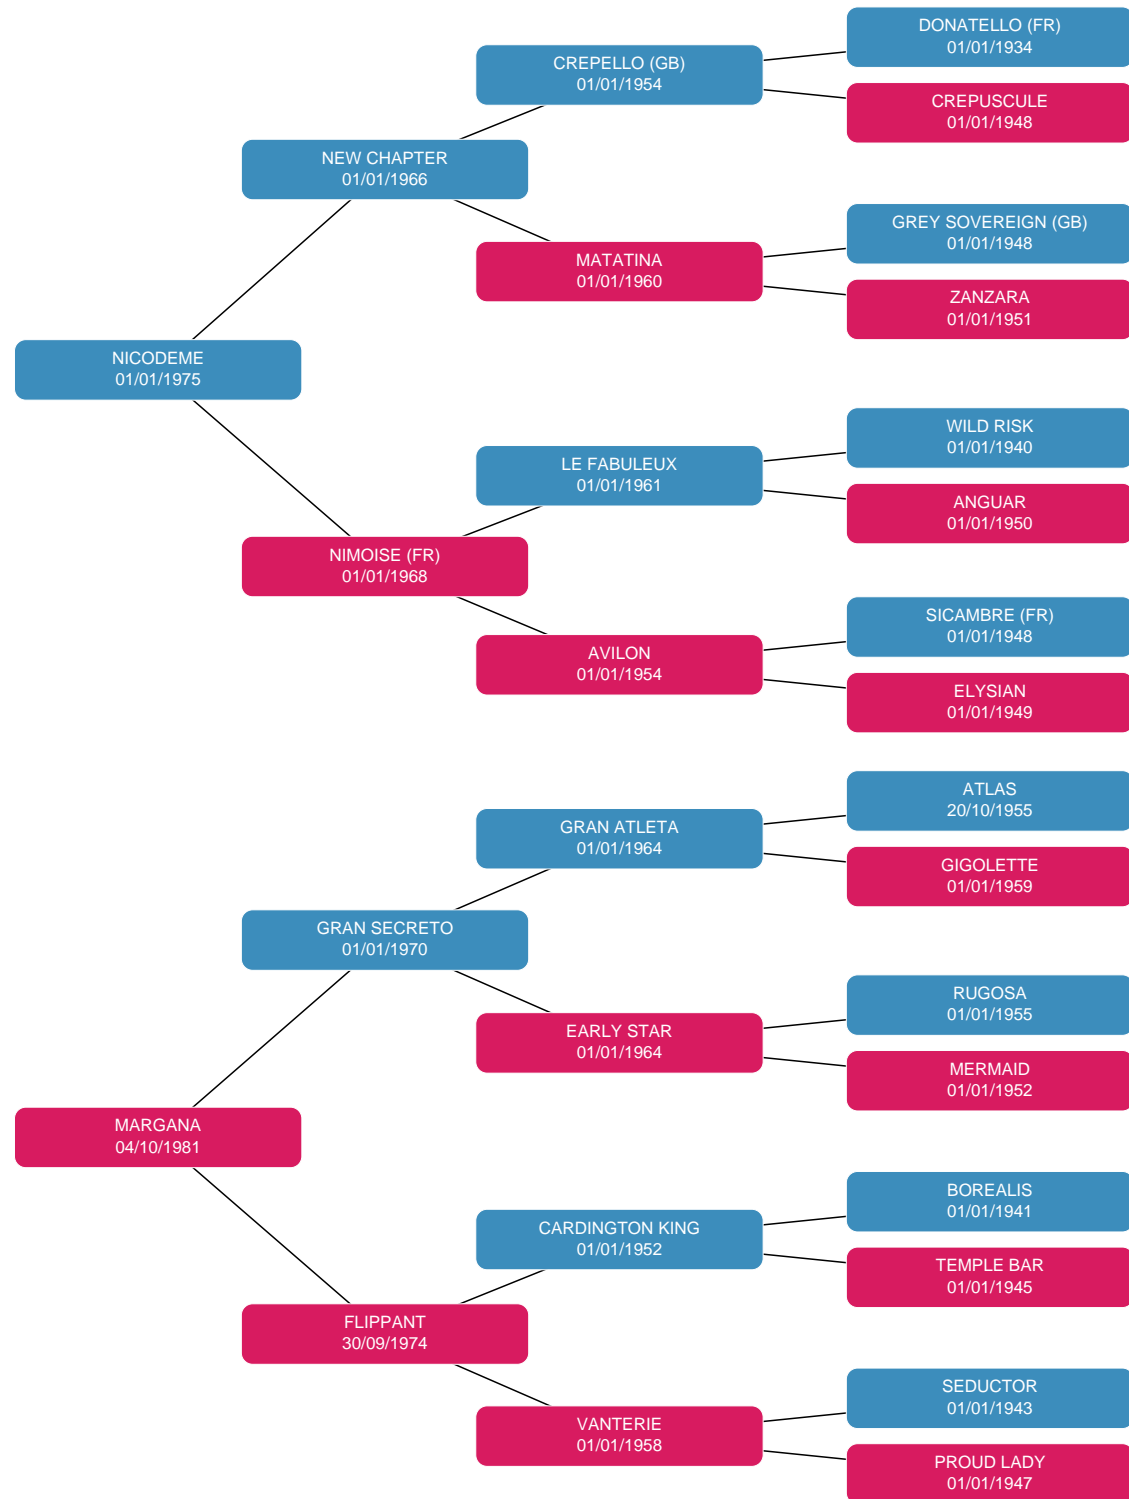 DONATELLO (FR)
01/01/1934
CREPELLO (GB)
01/01/1954
CREPUSCULE
01/01/1948
NEW CHAPTER
01/01/1966
GREY SOVEREIGN (GB)
01/01/1948
MATATINA
01/01/1960
ZANZARA
01/01/1951
NICODEME
01/01/1975
WILD RISK
01/01/1940
LE FABULEUX
01/01/1961
ANGUAR
01/01/1950
NIMOISE (FR)
01/01/1968
SICAMBRE (FR)
01/01/1948
AVILON
01/01/1954
ELYSIAN
01/01/1949
ATLAS
20/10/1955
GRAN ATLETA
01/01/1964
GIGOLETTE
01/01/1959
GRAN SECRETO
01/01/1970
RUGOSA
01/01/1955
EARLY STAR
01/01/1964
MERMAID
01/01/1952
MARGANA
04/10/1981
BOREALIS
01/01/1941
CARDINGTON KING
01/01/1952
TEMPLE BAR
01/01/1945
FLIPPANT
30/09/1974
SEDUCTOR
01/01/1943
VANTERIE
01/01/1958
PROUD LADY
01/01/1947